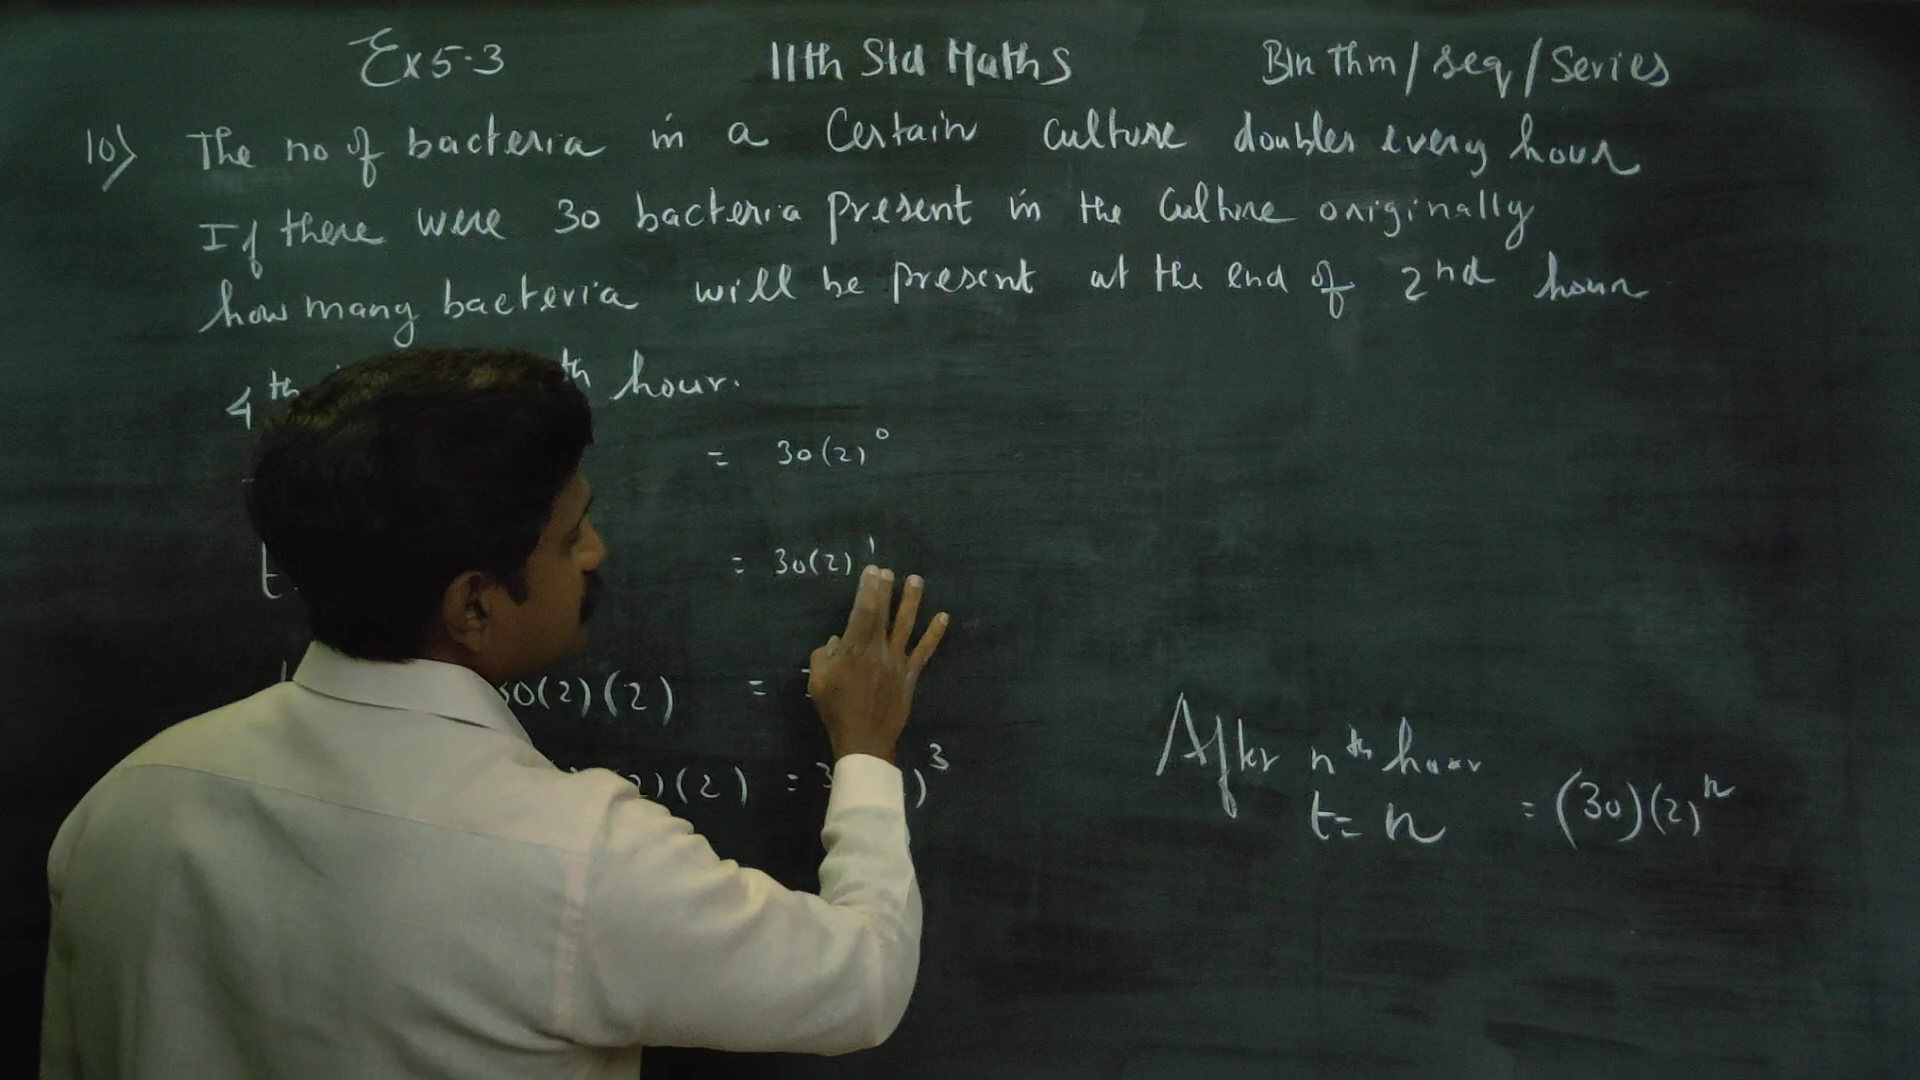 Ex 5.3
11th Std Maths
Bin Thm / seq / Series
10) The no of bacteria in a Certain culture doubles every hour
If there were 30 bacteria present in the culture originally
how many bacteria will be present at the end of 2nd hour
4th th hour.
= 30(2)^0
t = 30(2)^1
30(2)(2) =
(2)(2) = 3 )^3
After nth hour
t = n = (30)(2)^n